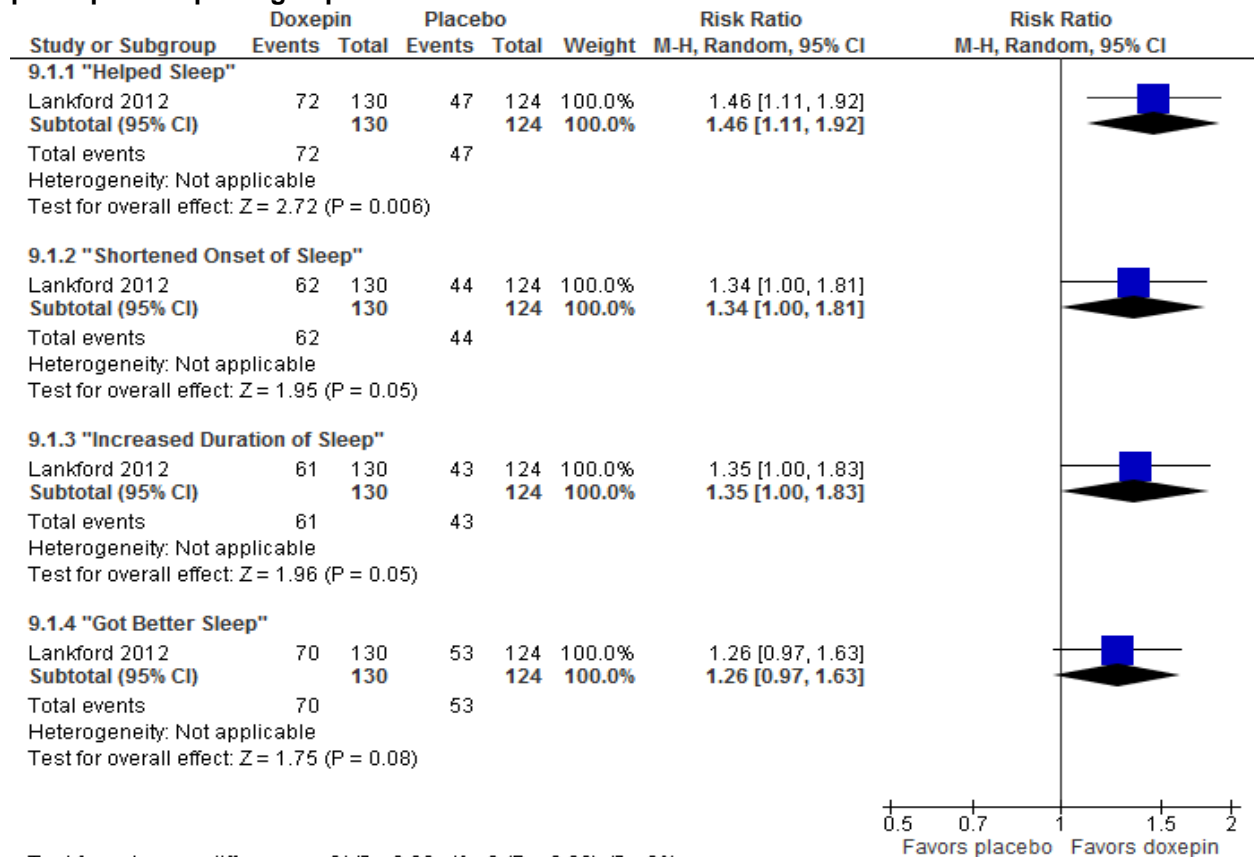 Doxepin Placebo Risk Ratio Risk Ratio
Study or Subgroup Events Total Events Total Weight M-H, Random, 95% CI M-H, Random, 95% CI
9.1.1 "Helped Sleep"
Lankford 2012 72 130 47 124 100.0% 1.46 [1.11, 1.92]
Subtotal (95% CI) 130 124 100.0% 1.46 [1.11, 1.92]
Total events 72 47
Heterogeneity: Not applicable
Test for overall effect: Z = 2.72 (P = 0.006)
9.1.2 "Shortened Onset of Sleep"
Lankford 2012 62 130 44 124 100.0% 1.34 [1.00, 1.81]
Subtotal (95% CI) 130 124 100.0% 1.34 [1.00, 1.81]
Total events 62 44
Heterogeneity: Not applicable
Test for overall effect: Z = 1.95 (P = 0.05)
9.1.3 "Increased Duration of Sleep"
Lankford 2012 61 130 43 124 100.0% 1.35 [1.00, 1.83]
Subtotal (95% CI) 130 124 100.0% 1.35 [1.00, 1.83]
Total events 61 43
Heterogeneity: Not applicable
Test for overall effect: Z = 1.96 (P = 0.05)
9.1.4 "Got Better Sleep"
Lankford 2012 70 130 53 124 100.0% 1.26 [0.97, 1.63]
Subtotal (95% CI) 130 124 100.0% 1.26 [0.97, 1.63]
Total events 70 53
Heterogeneity: Not applicable
Test for overall effect: Z = 1.75 (P = 0.08)
0.5 0.7 1 1.5 2
Favors placebo Favors doxepin